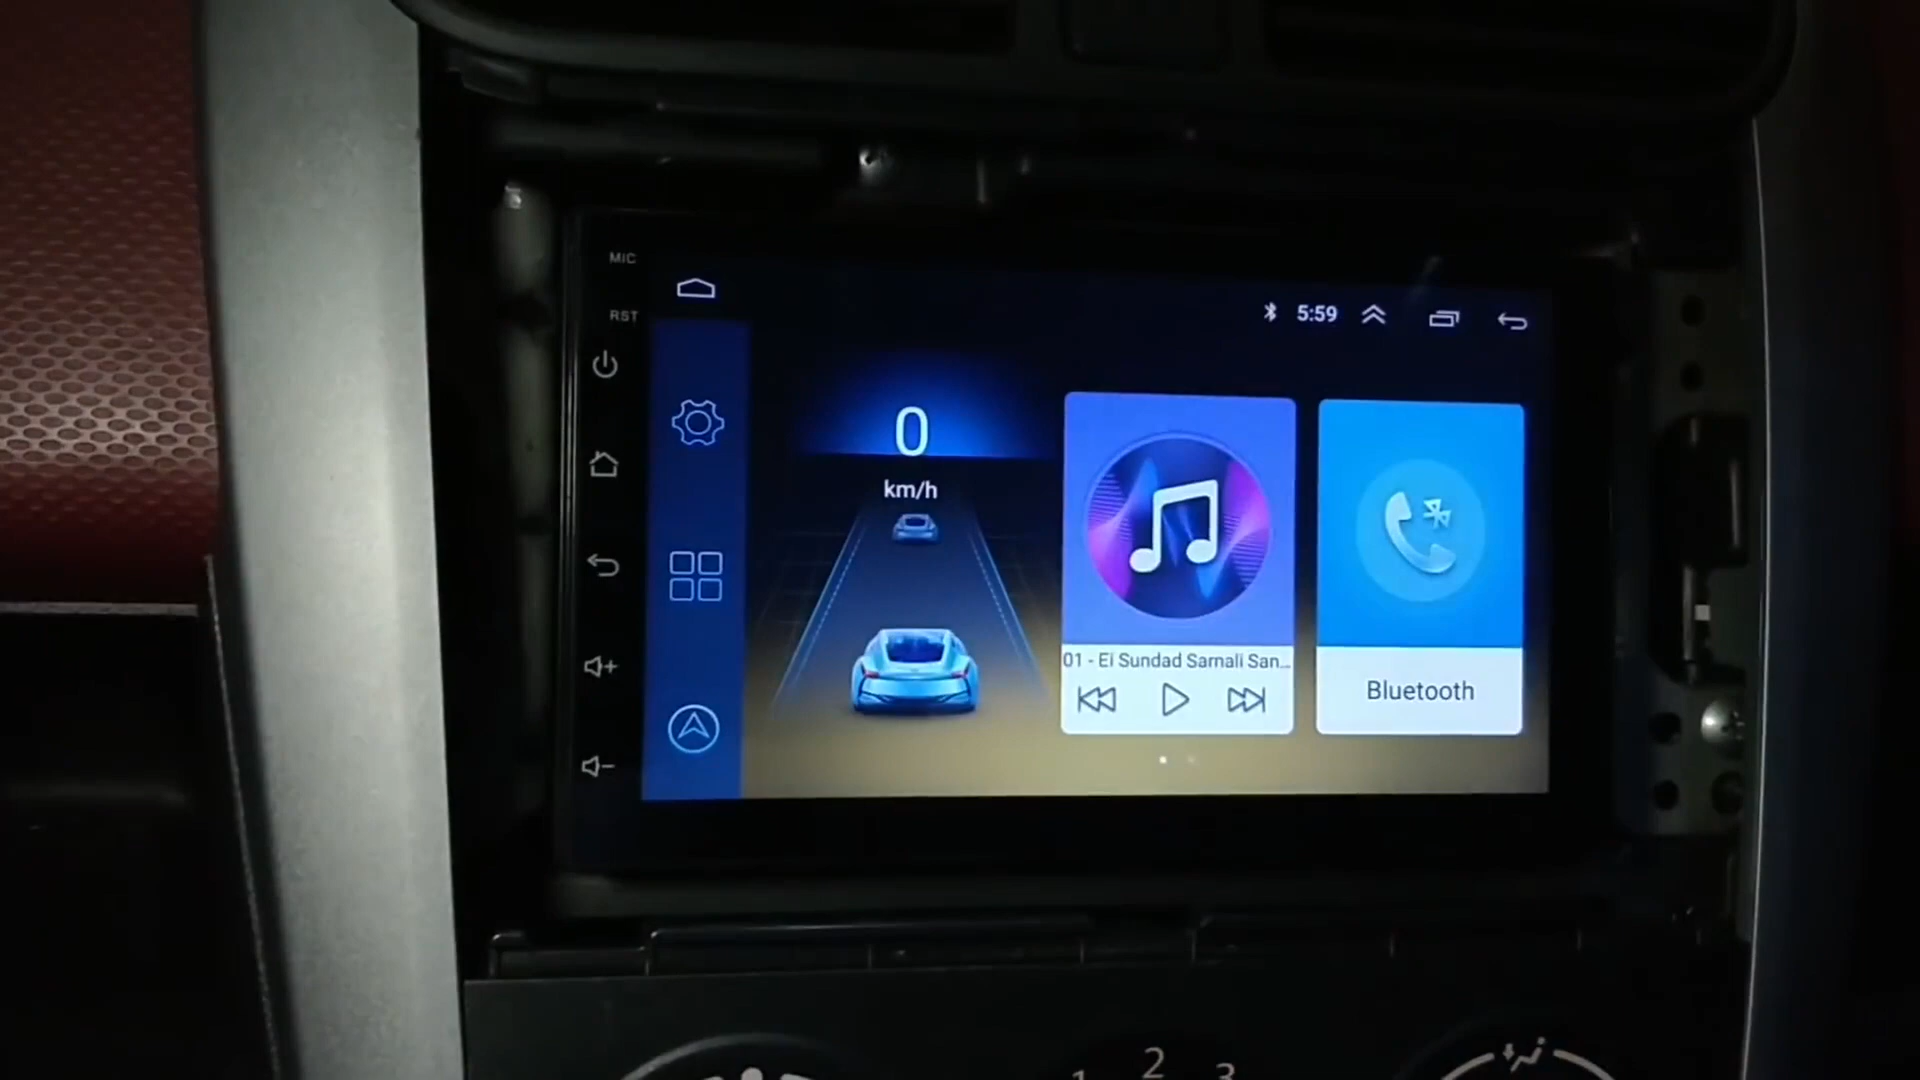 MIC
RST
5:59
0
km/h
01 - Ei Sundad Sarnali San...
Bluetooth
1 2 3